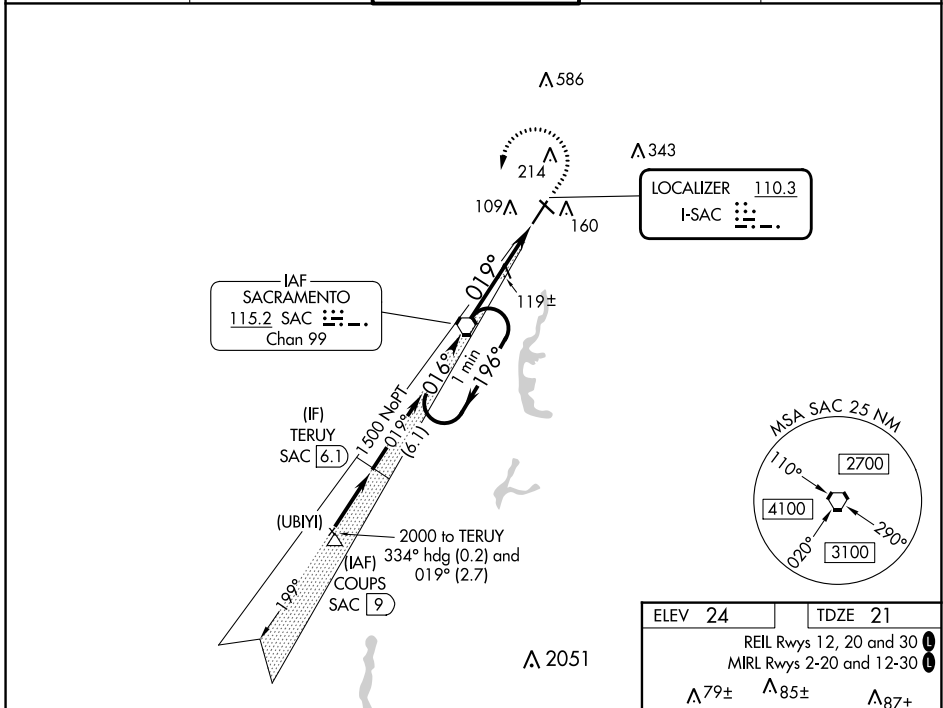 586
343
214
LOCALIZER 110.3
I-SAC
109
160
019°
IAF
SACRAMENTO
115.2 SAC
Chan 99
119±
016°
1 min
196°
1500 NoPT
019°
(6.1)
(IF)
TERUY
SAC 6.1
(UBIYI)
2000 to TERUY
334° hdg (0.2) and
019° (2.7)
(IAF)
COUPS
SAC 9
199°
MSA SAC 25 NM
110°
2700
4100
290°
020°
3100
2051
ELEV 24
TDZE 21
REIL Rwys 12, 20 and 30 L
MIRL Rwys 2-20 and 12-30 L
79±
85±
87±